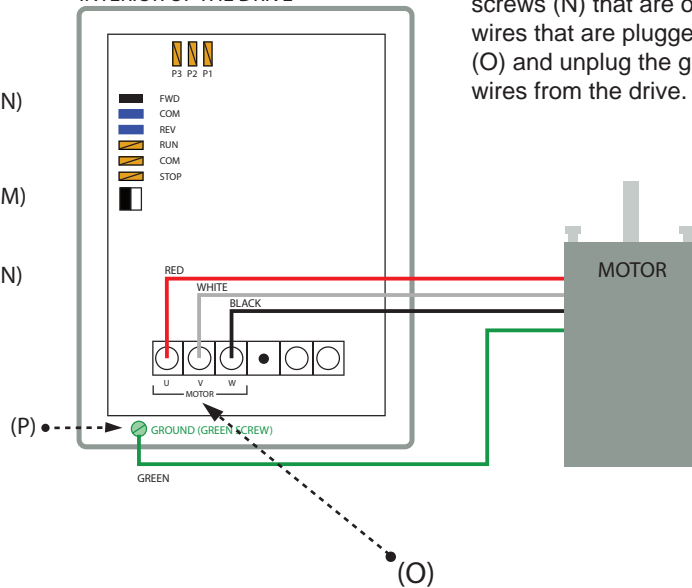 INTERIOR OF THE DRIVE
screws (N) that are
wires that are
(O) and unplug the
wires from the drive.
P3 P2 P1
N)
FWD
COM
REV
RUN
COM
STOP
M)
N)
RED
WHITE
BLACK
MOTOR
U V W
MOTOR
(P)
GROUND (GREEN SCREW)
GREEN
(O)